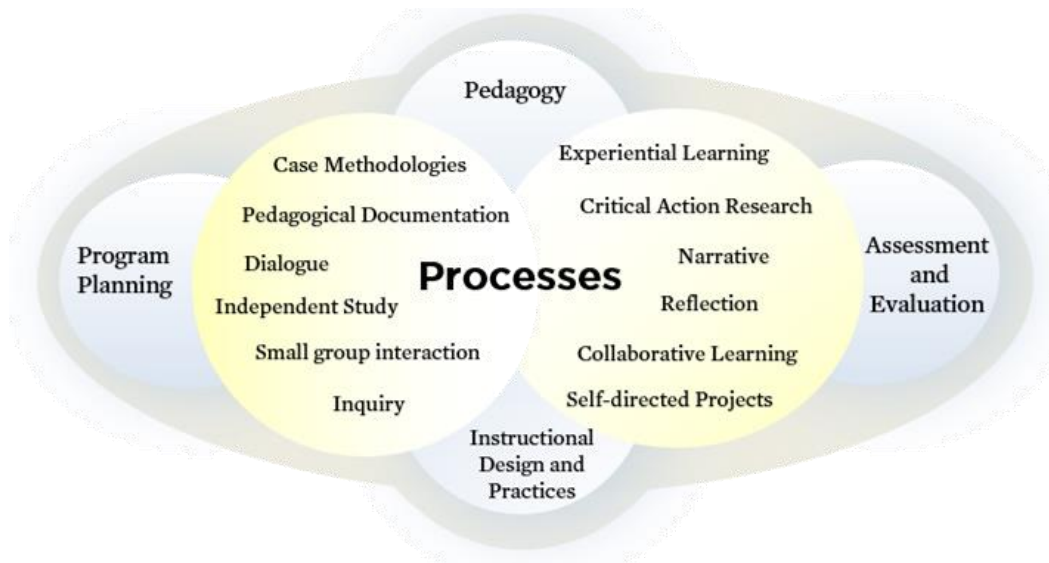 Pedagogy
Case Methodologies
Pedagogical Documentation
Dialogue
Independent Study
Small group interaction
Inquiry
Processes
Experiential Learning
Critical Action Research
Narrative
Reflection
Collaborative Learning
Self-directed Projects
Program
Planning
Assessment
and
Evaluation
Instructional
Design and
Practices